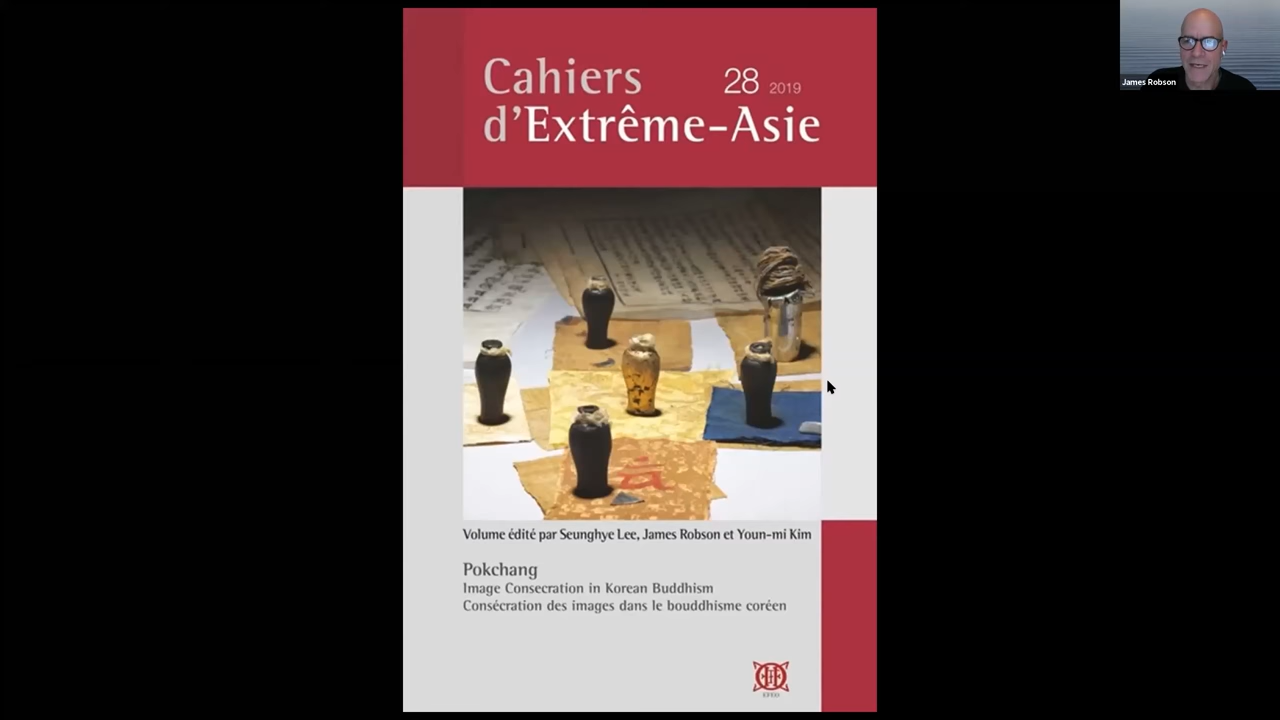 Cahiers 28 2019
d'Extrême-Asie
Volume édité par Seunghye Lee, James Robson et Youn-mi Kim
Pokchang
Image Consecration in Korean Buddhism
Consécration des images dans le bouddhisme coréen
EFEO
James Robson